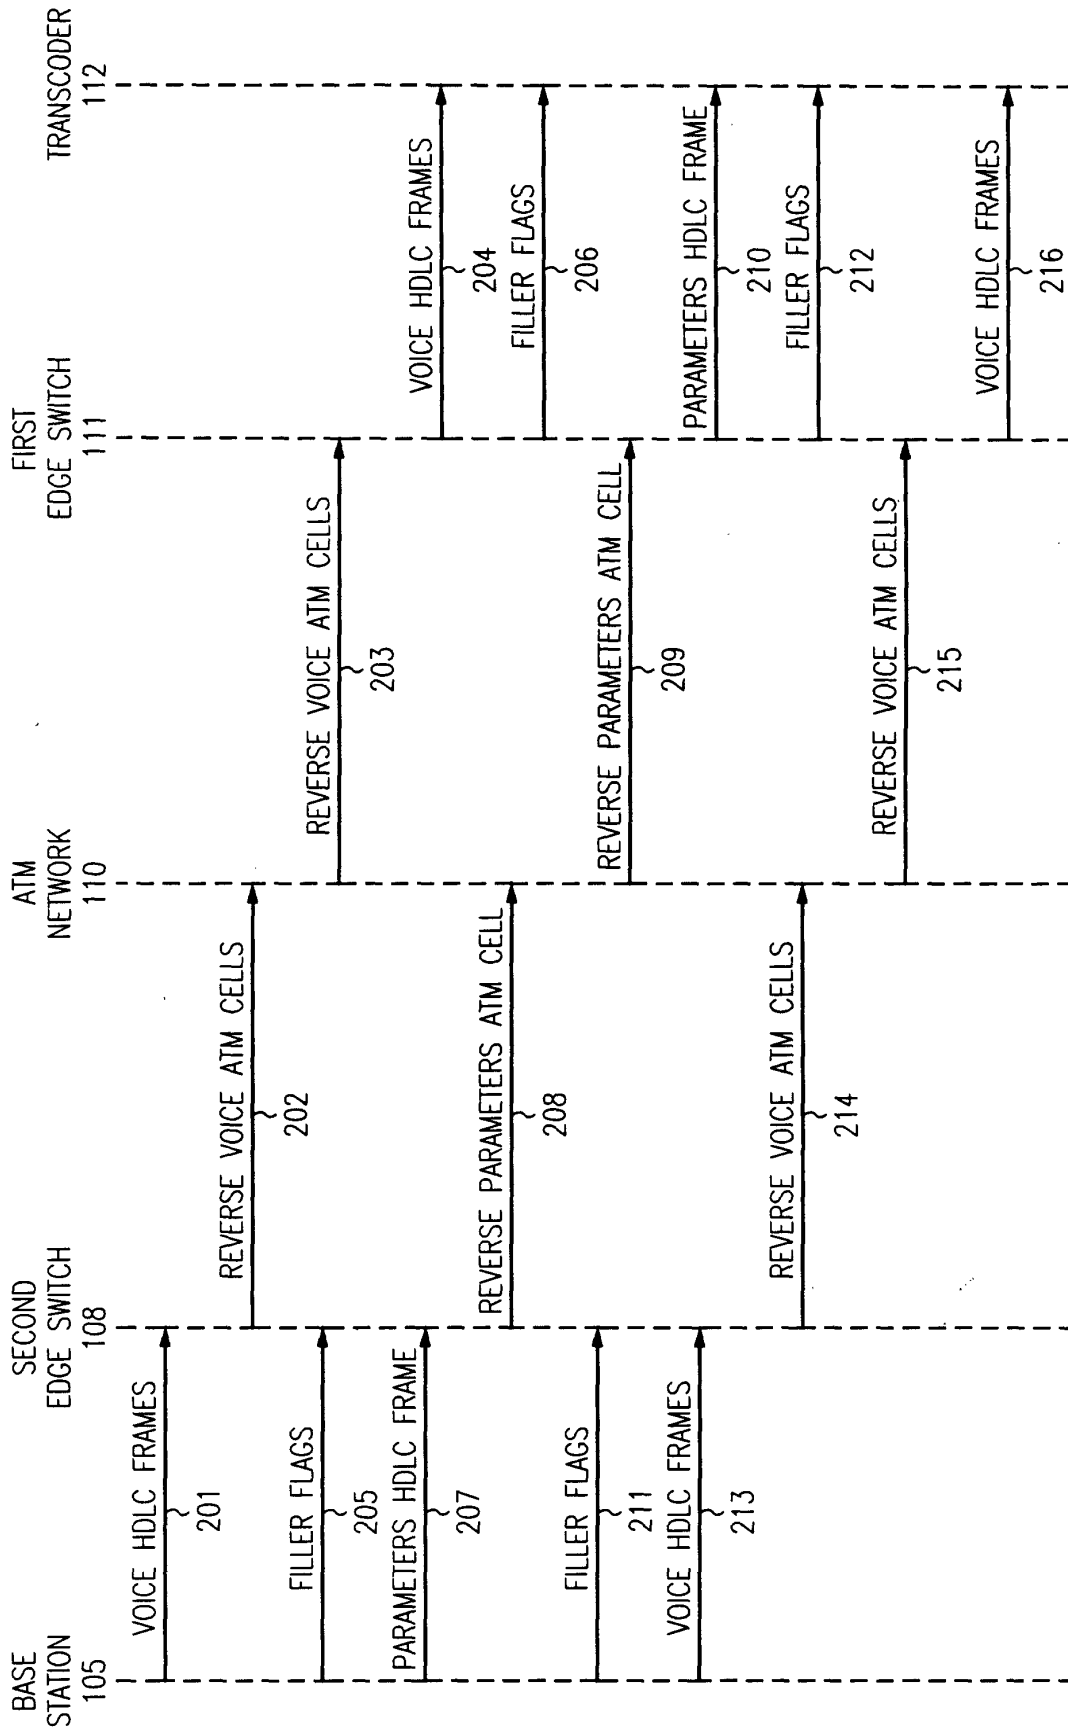 BASE
STATION
105
SECOND
EDGE SWITCH
108
ATM
NETWORK
110
FIRST
EDGE SWITCH
111
TRANSCODER
112
VOICE HDLC FRAMES
201
REVERSE VOICE ATM CELLS
202
REVERSE VOICE ATM CELLS
203
VOICE HDLC FRAMES
204
FILLER FLAGS
205
FILLER FLAGS
206
PARAMETERS HDLC FRAME
207
REVERSE PARAMETERS ATM CELL
208
REVERSE PARAMETERS ATM CELL
209
PARAMETERS HDLC FRAME
210
FILLER FLAGS
211
FILLER FLAGS
212
VOICE HDLC FRAMES
213
REVERSE VOICE ATM CELLS
214
REVERSE VOICE ATM CELLS
215
VOICE HDLC FRAMES
216